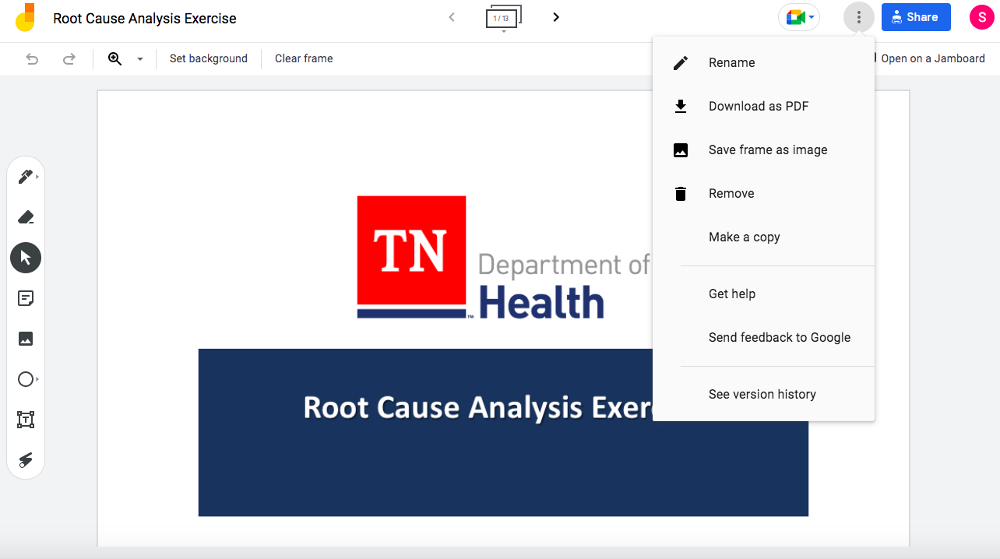 Root Cause Analysis Exercise
1 / 13
Share
S
Set background
Clear frame
Open on a Jamboard
Rename
Download as PDF
Save frame as image
Remove
Make a copy
Get help
Send feedback to Google
See version history
TN
Department of
Health
TM
Root Cause Analysis Exer
T